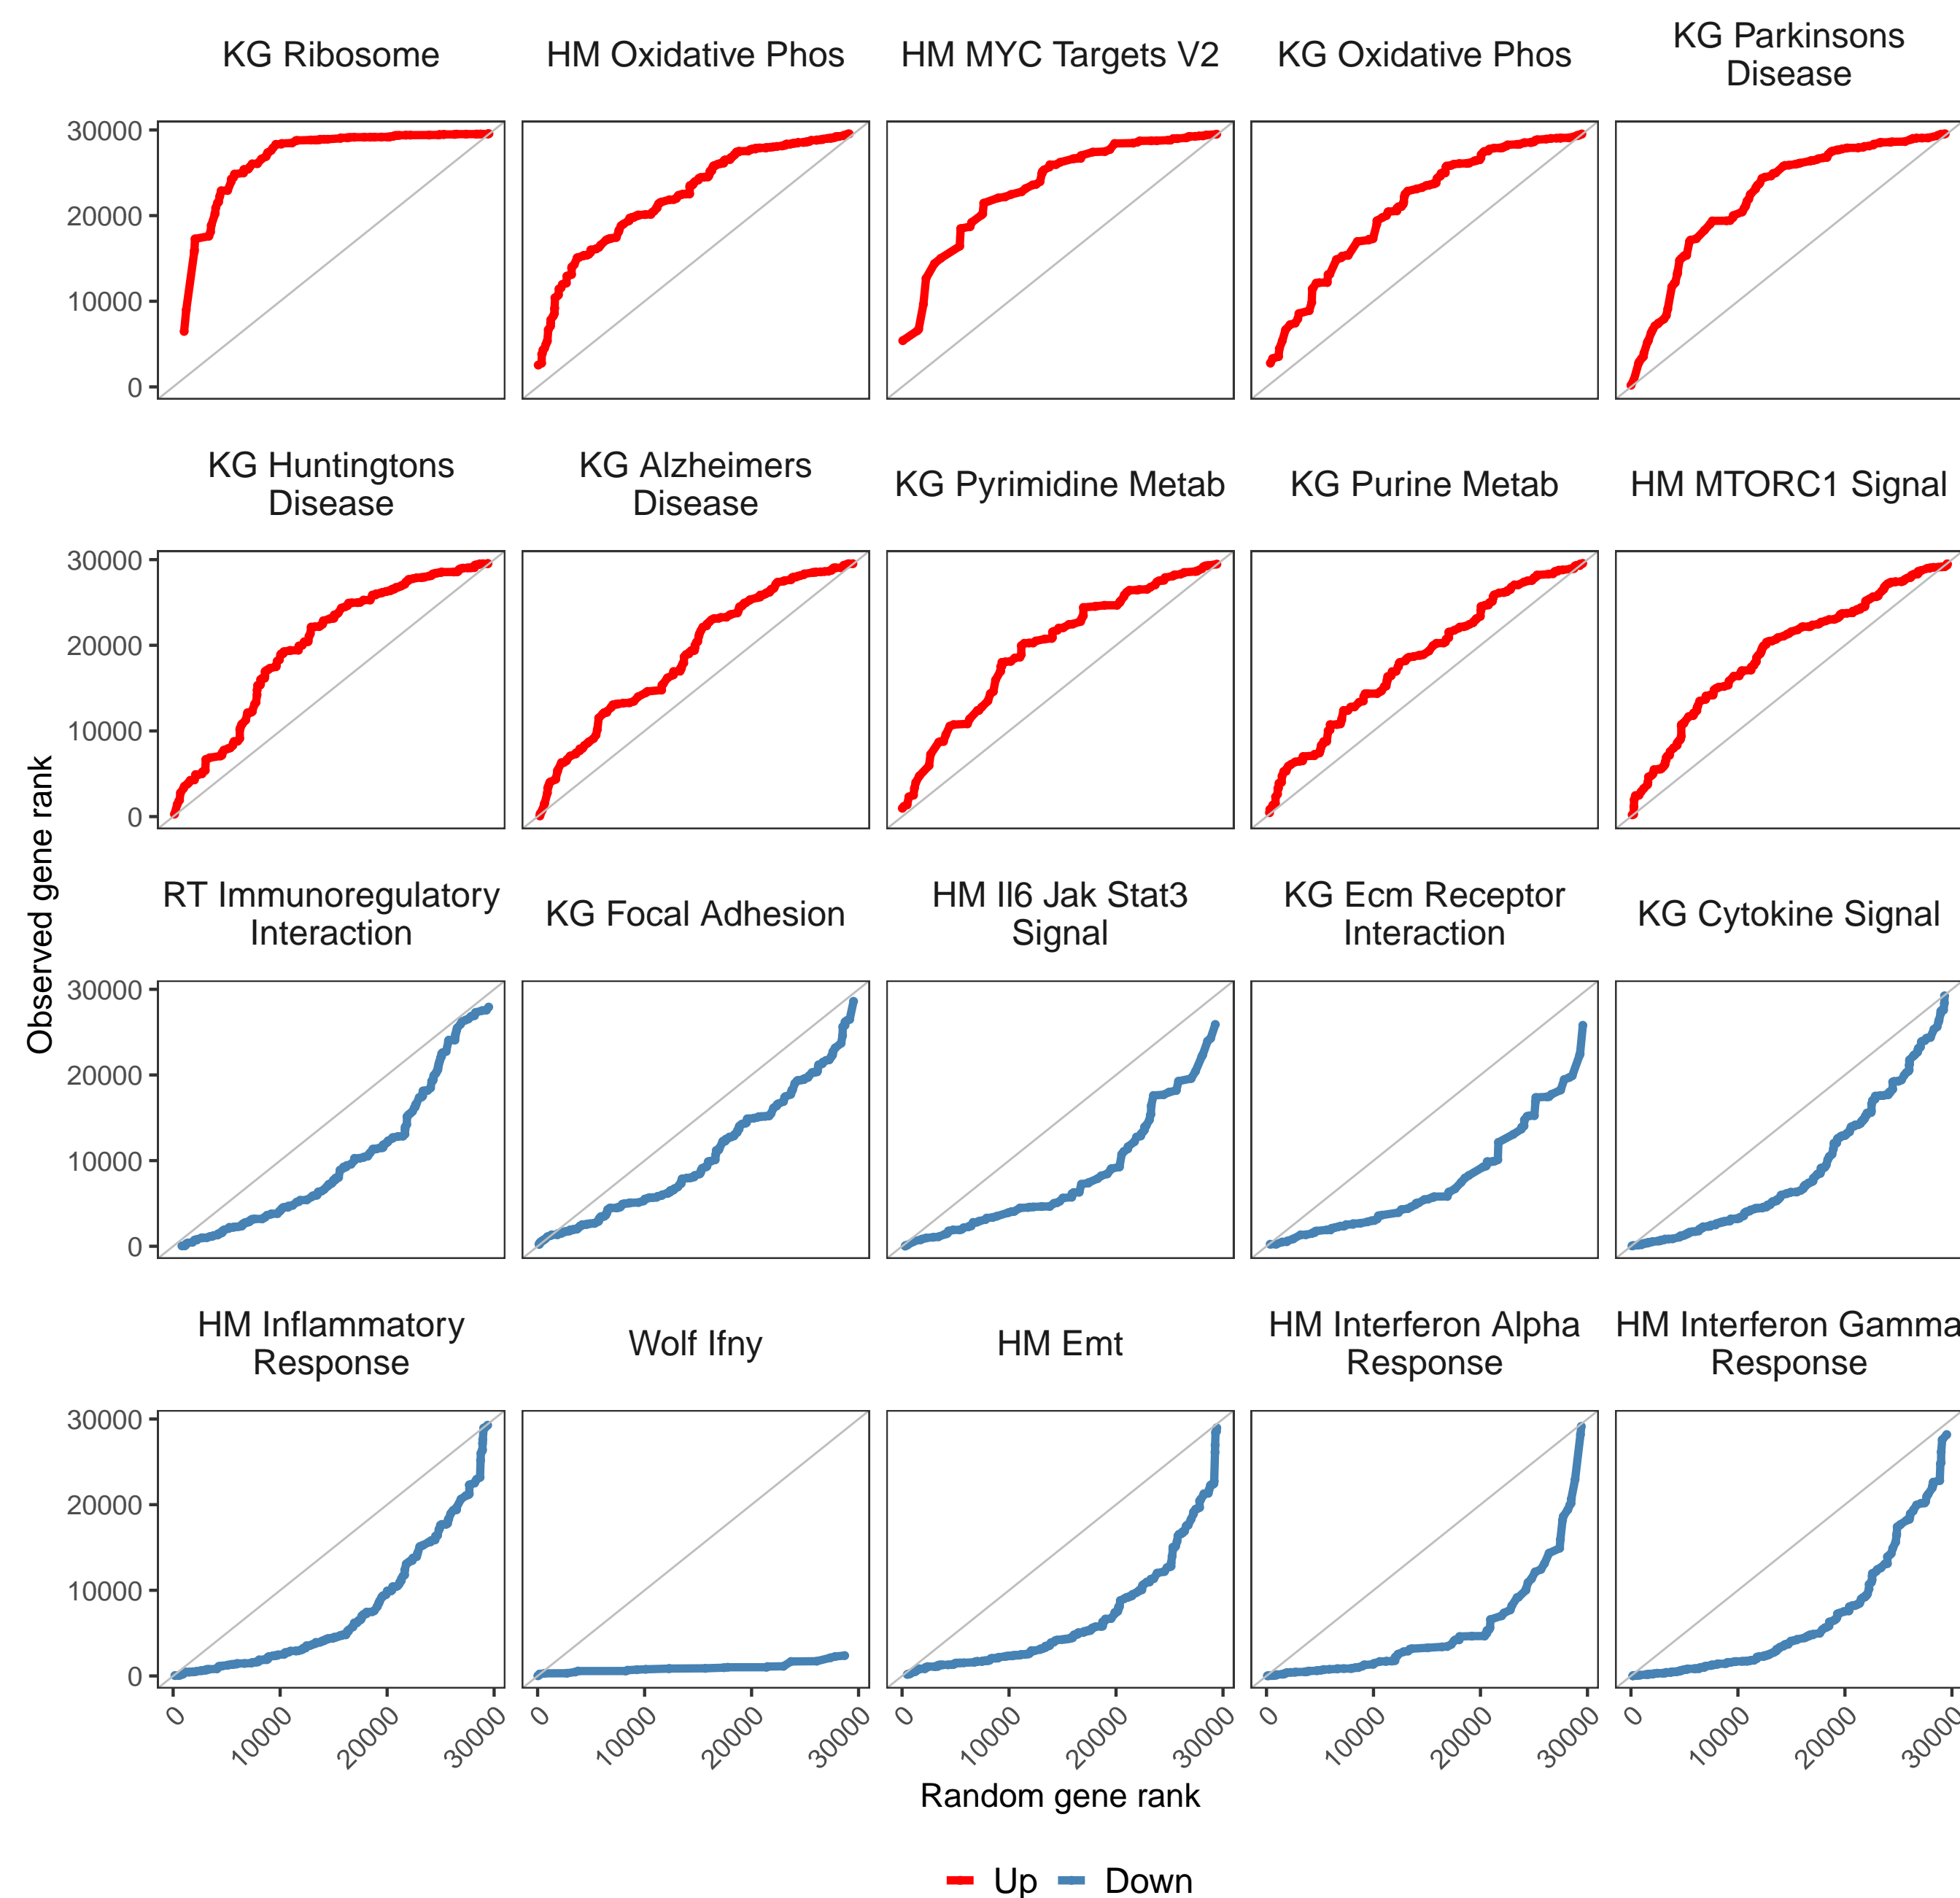 KG Ribosome
HM Oxidative Phos
HM MYC Targets V2
KG Oxidative Phos
KG Parkinsons
Disease
30000
20000
10000
0
KG Huntingtons
Disease
KG Alzheimers
Disease
KG Pyrimidine Metab
KG Purine Metab
HM MTORC1 Signal
30000
20000
10000
0
Observed gene rank
RT Immunoregulatory
Interaction
KG Focal Adhesion
HM Il6 Jak Stat3
Signal
KG Ecm Receptor
Interaction
KG Cytokine Signal
30000
20000
10000
0
HM Inflammatory
Response
Wolf Ifny
HM Emt
HM Interferon Alpha
Response
HM Interferon Gamma
Response
30000
20000
10000
0
0
10000
20000
30000
0
10000
20000
30000
0
10000
20000
30000
0
10000
20000
30000
0
10000
20000
30000
Random gene rank
Up Down